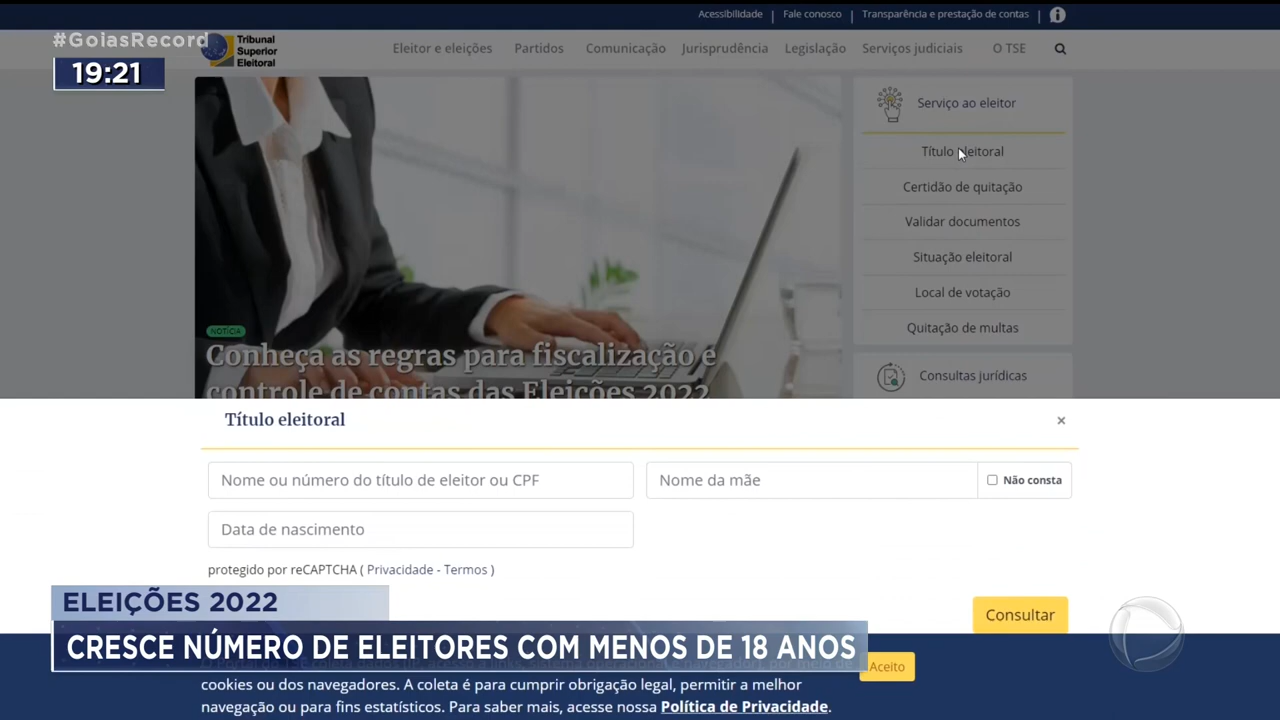 Acessibilidade | Fale conosco | Transparência e prestação de contas |
#GoiasRecord
19:21
Tribunal
Superior
Eleitoral
Eleitor e eleições Partidos Comunicação Jurisprudência Legislação Serviços judiciais O TSE
Serviço ao eleitor
Título eleitoral
Certidão de quitação
Validar documentos
Situação eleitoral
Local de votação
Quitação de multas
Consultas jurídicas
NOTÍCIA
Conheça as regras para fiscalização e
controle de contas das Eleições 2022
Título eleitoral ×
Nome ou número do título de eleitor ou CPF
Nome da mãe
Não consta
Data de nascimento
protegido por reCAPTCHA ( Privacidade - Termos )
Consultar
ELEIÇÕES 2022
CRESCE NÚMERO DE ELEITORES COM MENOS DE 18 ANOS
Aceito
cookies ou dos navegadores. A coleta é para cumprir obrigação legal, permitir a melhor
navegação ou para fins estatísticos. Para saber mais, acesse nossa Política de Privacidade.